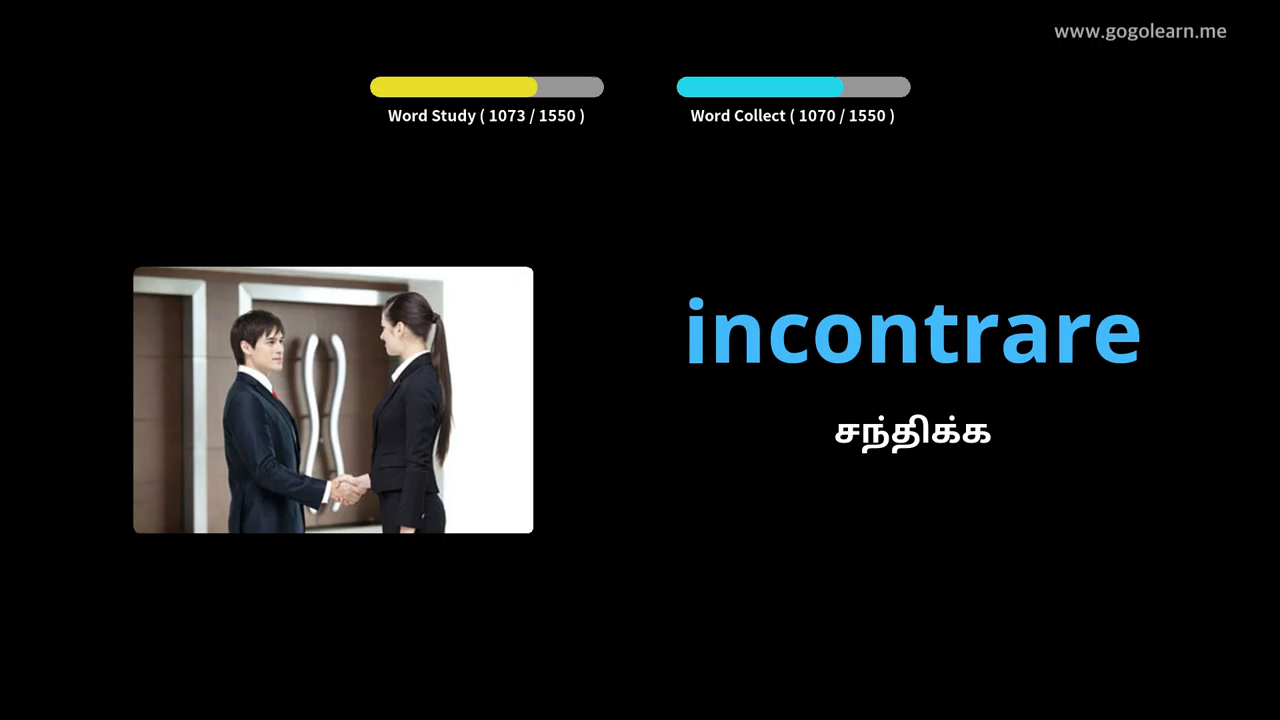 www.gogolearn.me
Word Study ( 1073 / 1550 )
Word Collect ( 1070 / 1550 )
incontrare
சந்திக்க